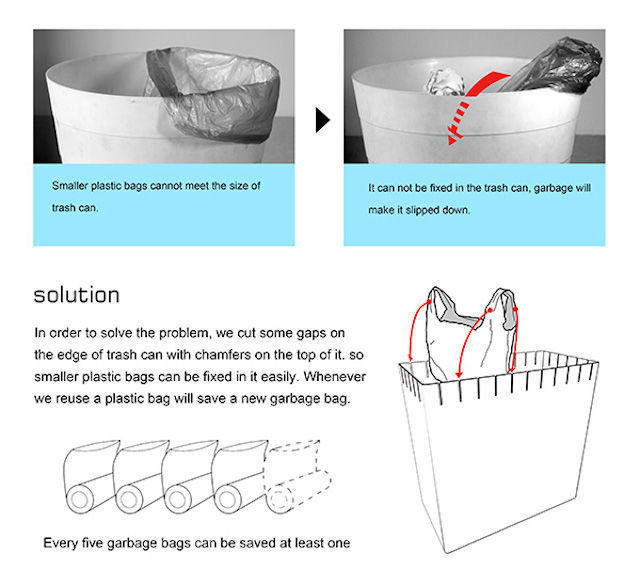 Smaller plastic bags cannot meet the size of
trash can.
It can not be fixed in the trash can, garbage will
make it slipped down.
solution
In order to solve the problem, we cut some gaps on
the edge of trash can with chamfers on the top of it. so
smaller plastic bags can be fixed in it easily. Whenever
we reuse a plastic bag will save a new garbage bag.
Every five garbage bags can be saved at least one